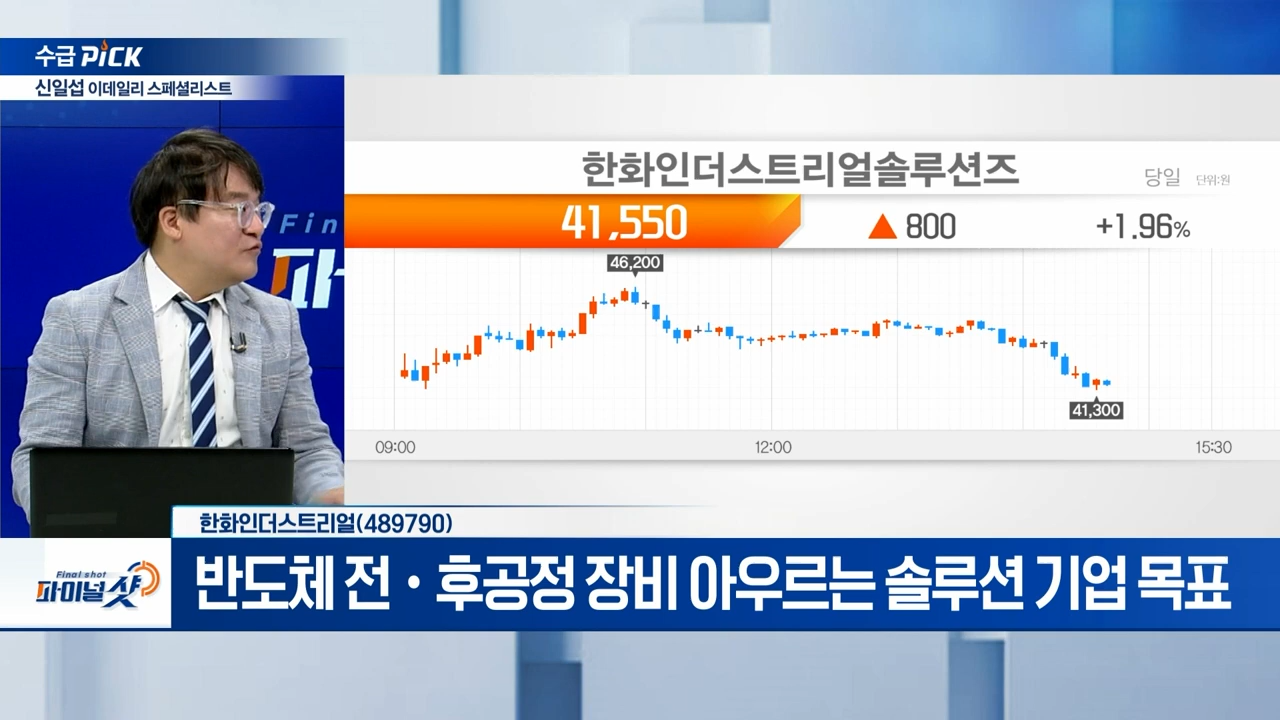 수급 PiCK
신일섭 이데일리 스페셜리스트
한화인더스트리얼솔루션즈
당일 단위:원
41,550 ▲ 800 +1.96%
Fin
파
46,200
41,300
09:00 12:00 15:30
한화인더스트리얼(489790)
Final shot
파이널샷
반도체 전·후공정 장비 아우르는 솔루션 기업 목표